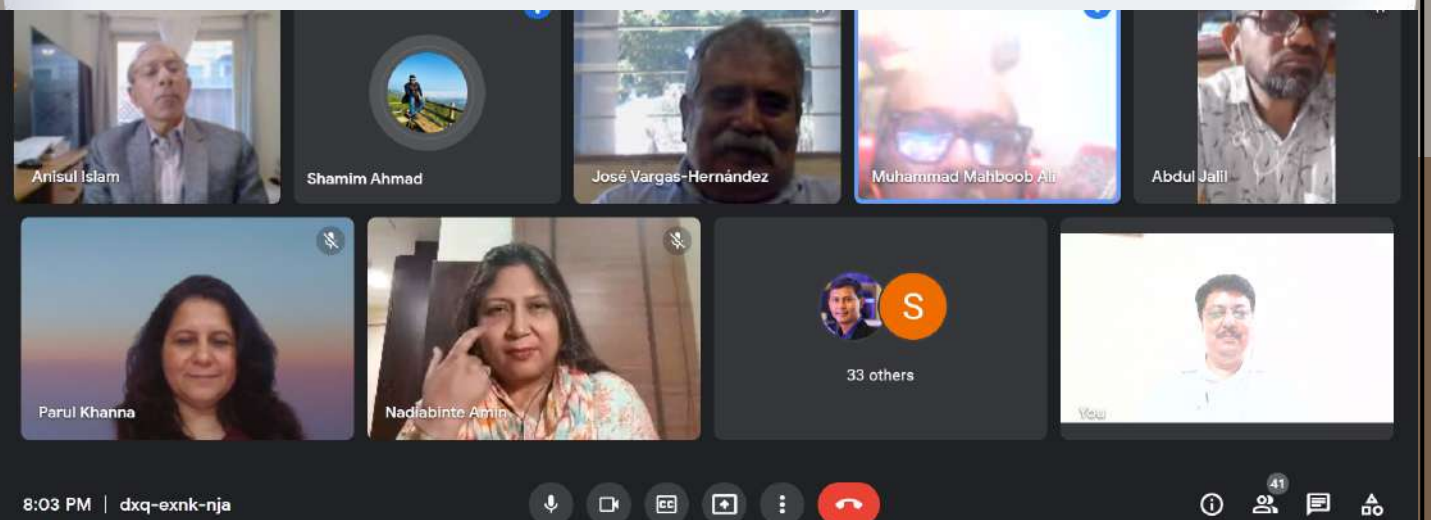 Anisul Islam
Shamim Ahmad
José Vargas-Hernández
Muhammad Mahboob Ali
Abdul Jalil
Parul Khanna
Nadiabinte Amin
S
33 others
You
8:03 PM | dxq-exnk-nja
CC
41